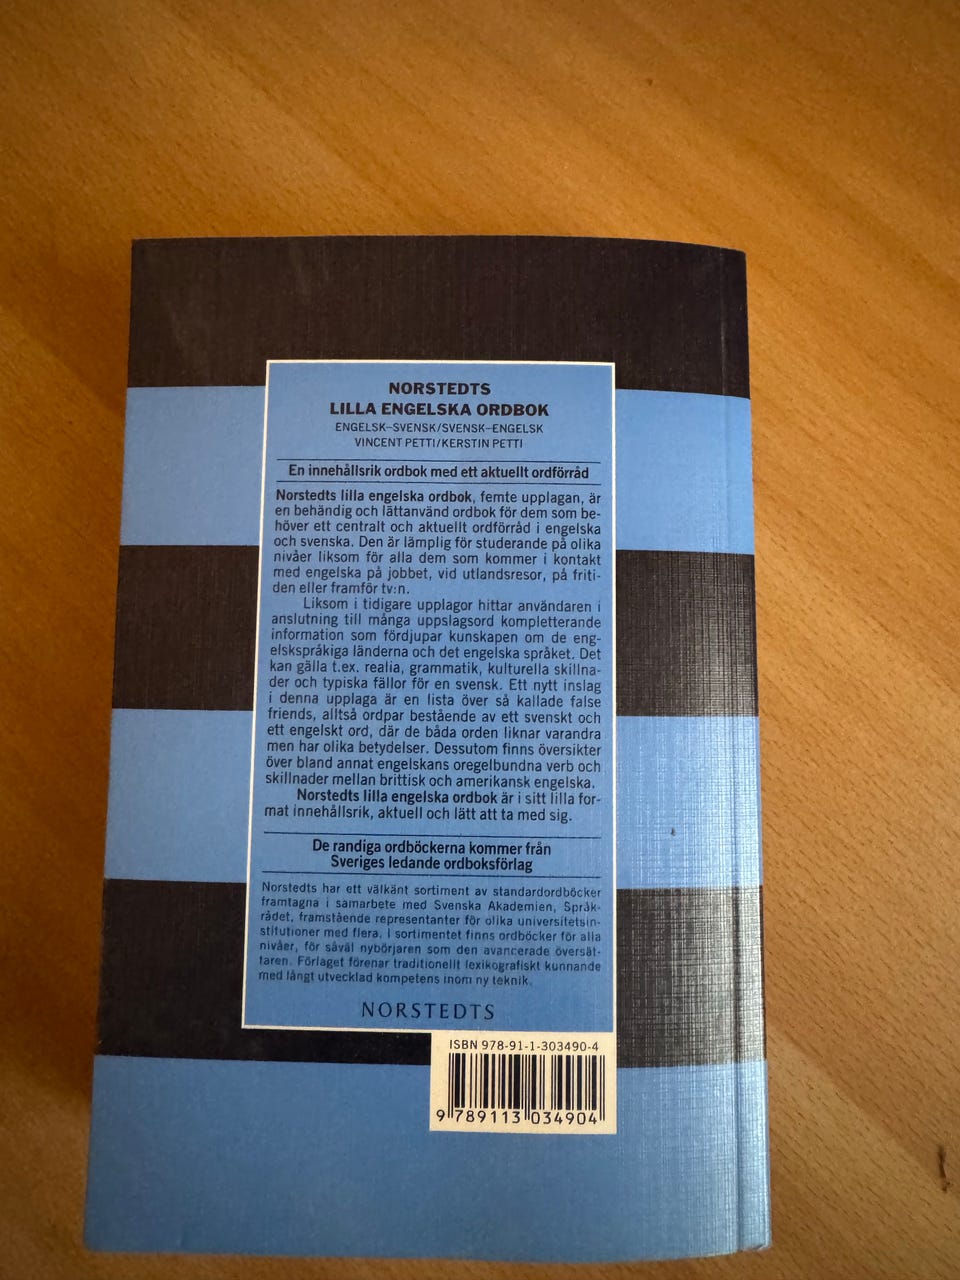 NORSTEDTS
LILLA ENGELSKA ORDBOK
ENGELSK–SVENSK/SVENSK–ENGELSK
VINCENT PETTI/KERSTIN PETTI
En innehållsrik ordbok med ett aktuellt ordförråd
Norstedts lilla engelska ordbok, femte upplagan, är
en behändig och lättanvänd ordbok för dem som be-
höver ett centralt och aktuellt ordförråd i engelska
och svenska. Den är lämplig för studerande på olika
nivåer liksom för alla dem som kommer i kontakt
med engelska på jobbet, vid utlandsresor, på friti-
den eller framför tv:n.
Liksom i tidigare upplagor hittar användaren i
anslutning till många uppslagsord kompletterande
information som fördjupar kunskapen om de eng-
elskspråkiga länderna och det engelska språket. Det
kan gälla t.ex. realia, grammatik, kulturella skillna-
der och typiska fällor för en svensk. Ett nytt inslag
i denna upplaga är en lista över så kallade false
friends, alltså ordpar bestående av ett svenskt och
ett engelskt ord, där de båda orden liknar varandra
men har olika betydelser. Dessutom finns översikter
över bland annat engelskans oregelbundna verb och
skillnader mellan brittisk och amerikansk engelska.
Norstedts lilla engelska ordbok är i sitt lilla for-
mat innehållsrik, aktuell och lätt att ta med sig.
De randiga ordböckerna kommer från
Sveriges ledande ordboksförlag
Norstedts har ett välkänt sortiment av standardordböcker
framtagna i samarbete med Svenska Akademien, Språk-
rådet, framstående representanter för olika universitetsin-
stitutioner med flera. I sortimentet finns ordböcker för alla
nivåer, för såväl nybörjaren som den avancerade översät-
taren. Förlaget förenar traditionellt lexikografiskt kunnande
med långt utvecklad kompetens inom ny teknik.
NORSTEDTS
ISBN 978-91-1-303490-4
9 789113 034904